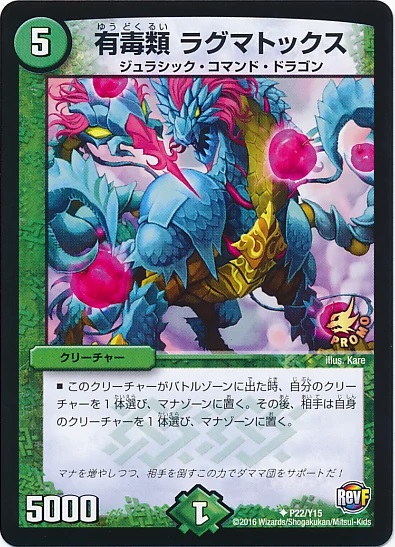 5
ゆうどくるい
有毒類 ラグマトックス
ジュラシック・コマンド・ドラゴン
PROMO
illus. Kare
クリーチャー
■ このクリーチャーがバトルゾーンに出た時、自分のクリー
チャーを1体選び、マナゾーンに置く。その後、相手は自身
のクリーチャーを1体選び、マナゾーンに置く。
マナを増やしつつ、相手を倒すこの力でダママ団をサポートだ!
5000
1
RevF
P22/Y15
©2016 Wizards/Shogakukan/Mitsui-Kids